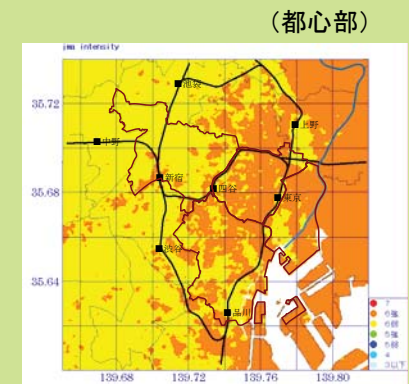 （都心部）
jma intensity
池袋
35.72
上野
中野
新宿
35.68
四谷
東京
渋谷
35.64
品川
7
6強
6弱
5強
5弱
4
3以下
139.68
139.72
139.76
139.80